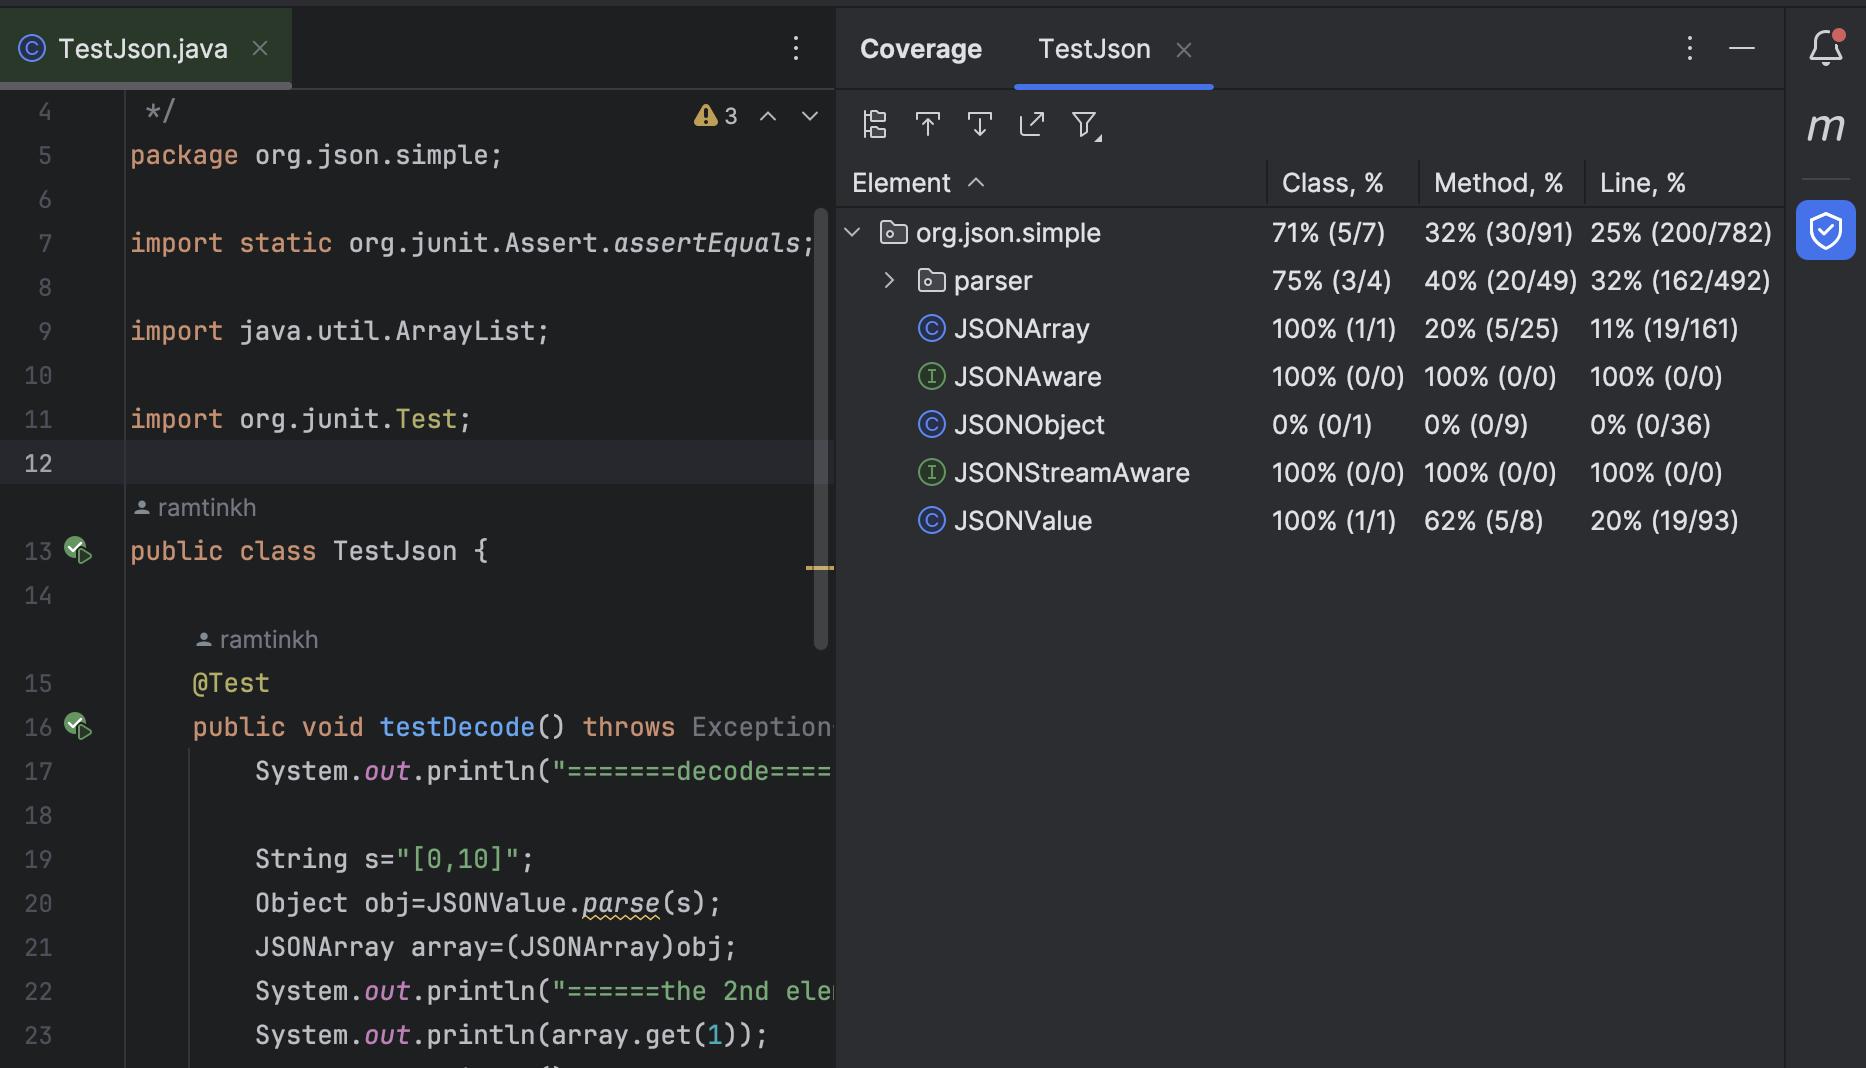 TestJson.java
4 */
3
5 package org.json.simple;
6
7 import static org.junit.Assert.assertEquals;
8
9 import java.util.ArrayList;
10
11 import org.junit.Test;
12
ramtinkh
13 public class TestJson {
14
ramtinkh
15 @Test
16 public void testDecode() throws Exception
17 System.out.println("=======decode====
18
19 String s="[0,10]";
20 Object obj=JSONValue.parse(s);
21 JSONArray array=(JSONArray)obj;
22 System.out.println("======the 2nd ele
23 System.out.println(array.get(1));
Coverage TestJson
m
Element Class, % Method, % Line, %
org.json.simple 71% (5/7) 32% (30/91) 25% (200/782)
parser 75% (3/4) 40% (20/49) 32% (162/492)
C JSONArray 100% (1/1) 20% (5/25) 11% (19/161)
I JSONAware 100% (0/0) 100% (0/0) 100% (0/0)
C JSONObject 0% (0/1) 0% (0/9) 0% (0/36)
I JSONStreamAware 100% (0/0) 100% (0/0) 100% (0/0)
C JSONValue 100% (1/1) 62% (5/8) 20% (19/93)